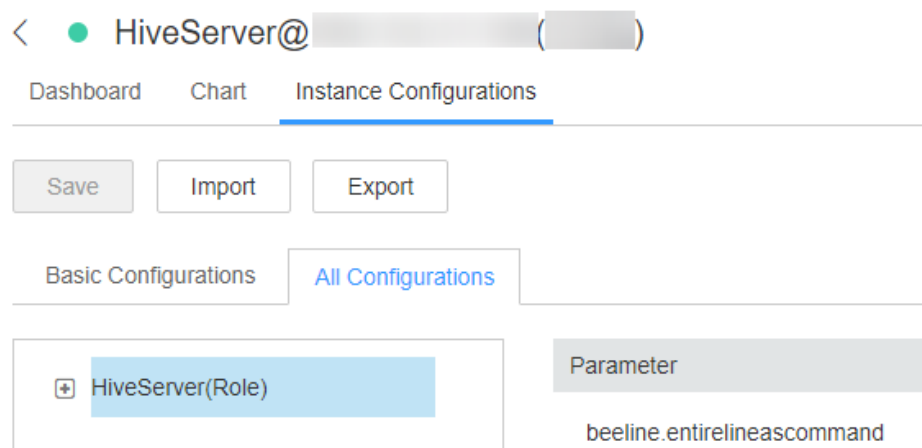 HiveServer@ ( )
Dashboard Chart Instance Configurations
Save Import Export
Basic Configurations All Configurations
HiveServer(Role)
Parameter
beeline.entirelineascommand